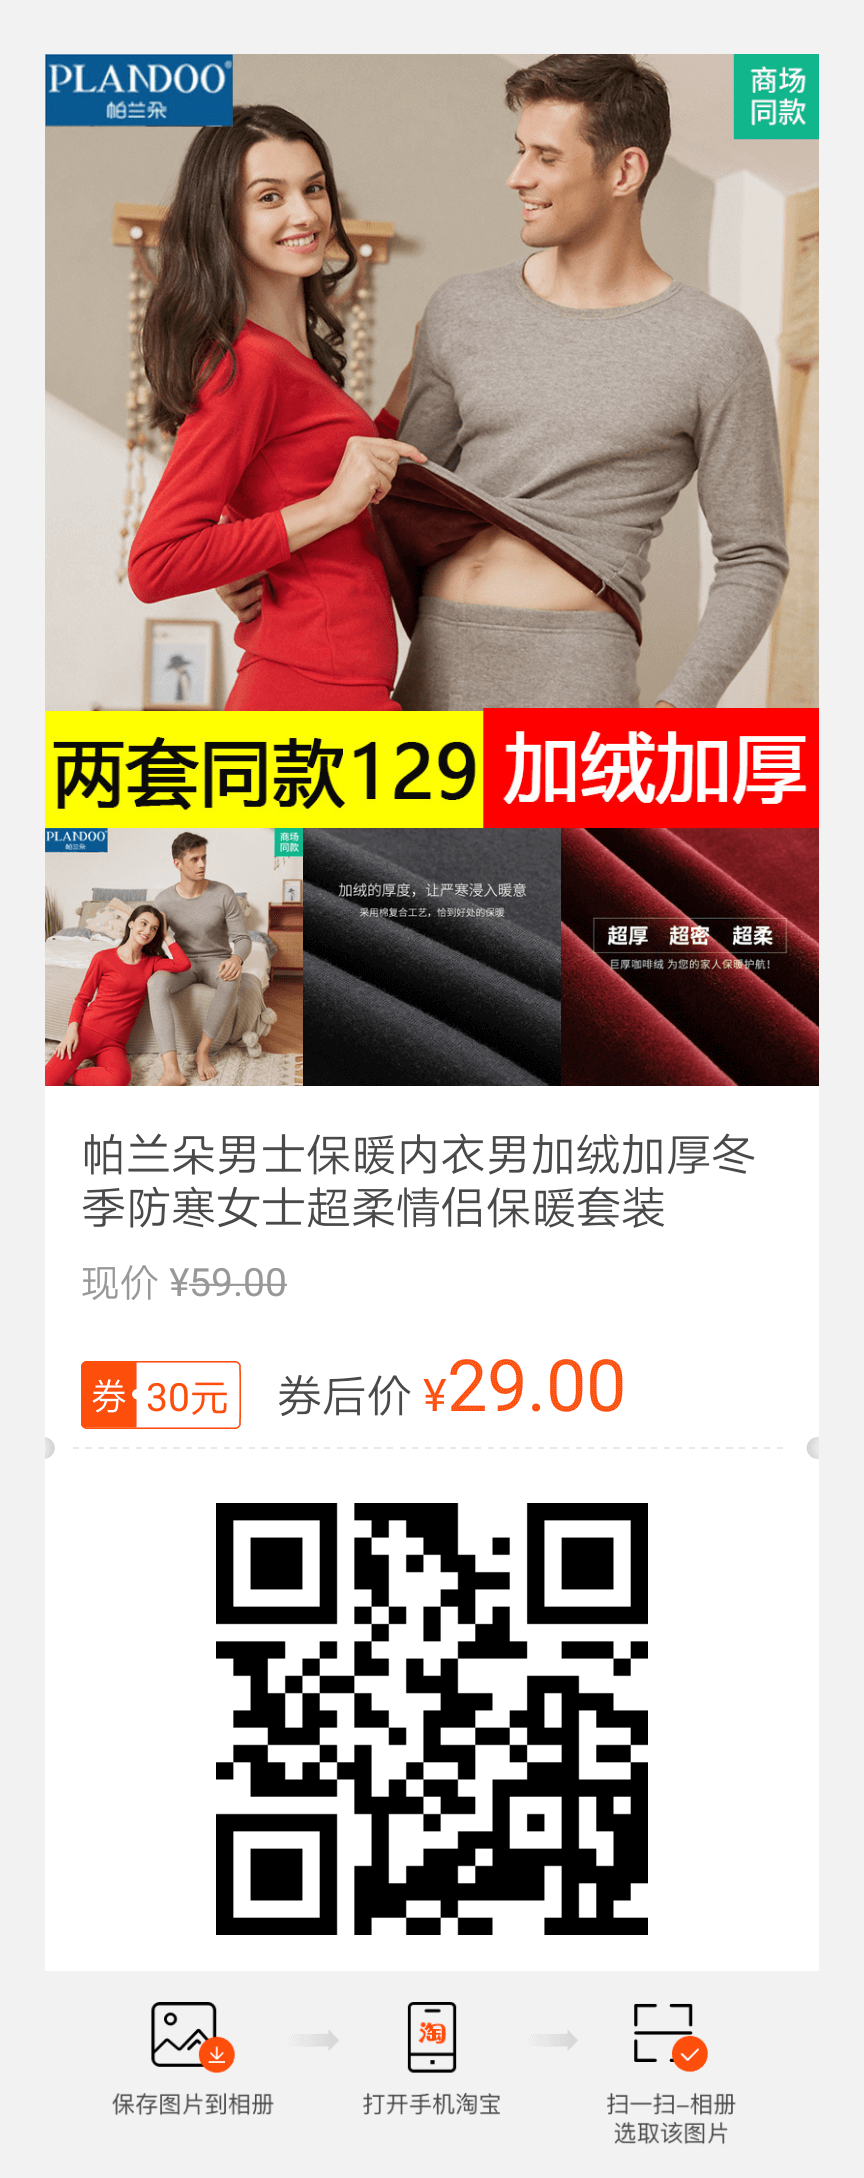 PLANDOO®
帕兰朵
商场
同款
两套同款129
加绒加厚
PLANDOO
帕兰朵
商场
同款
加绒的厚度，让严寒浸入暖意
采用棉复合工艺，恰到好处的保暖
超厚 超密 超柔
巨厚咖啡绒 为您的家人保暖护航！
帕兰朵男士保暖内衣男加绒加厚冬
季防寒女士超柔情侣保暖套装
现价 ¥59.00
券 30元 券后价 ¥29.00
淘
保存图片到相册
打开手机淘宝
扫一扫-相册
选取该图片